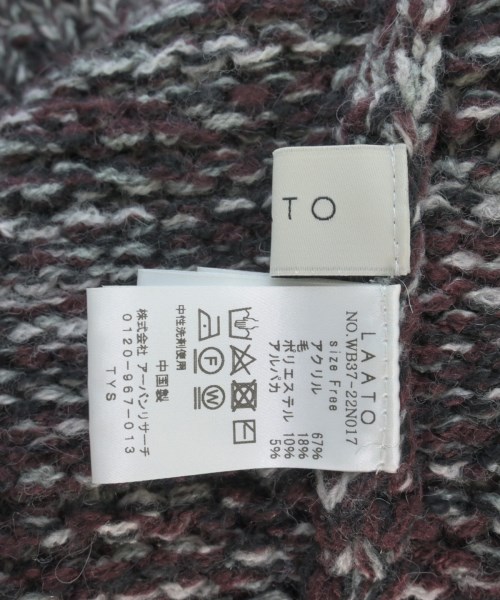 TO
LAATO
NO.WB37-22N017
size Free
アクリル 67%
毛 18%
ポリエステル 10%
アルパカ 5%
F W
中性洗剤使用
中国製
株式会社 アーバンリサーチ
0120-967-013
TYS